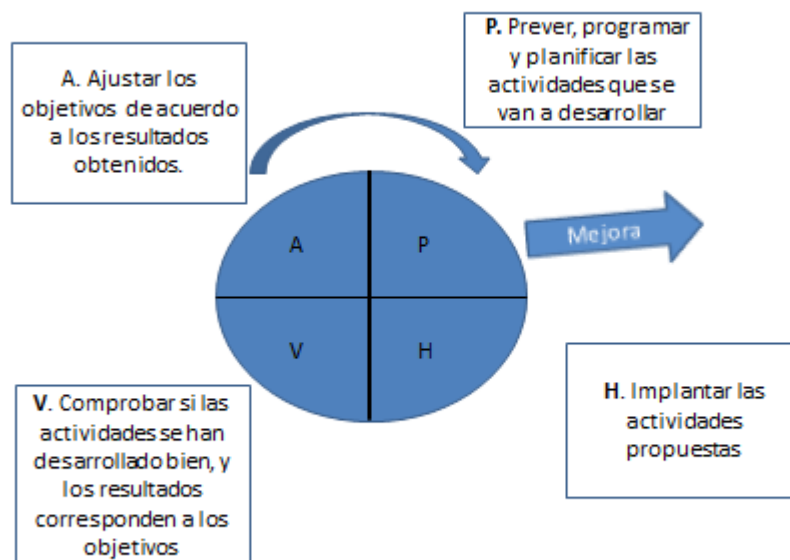 A. Ajustar los
objetivos de acuerdo
a los resultados
obtenidos.
P. Prever, programar
y planificar las
actividades que se
van a desarrollar
A
P
Mejora
V
H
V. Comprobar si las
actividades se han
desarrollado bien, y
los resultados
corresponden a los
objetivos
H. Implantar las
actividades
propuestas